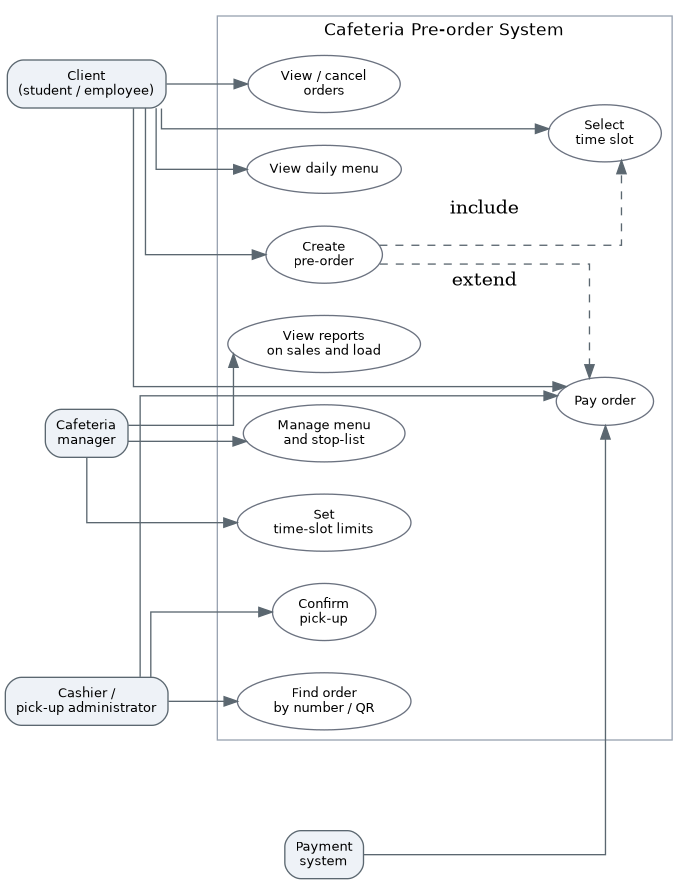 Cafeteria Pre-order System
Client
(student / employee)
View / cancel
orders
Select
time slot
View daily menu
include
Create
pre-order
extend
View reports
on sales and load
Pay order
Cafeteria
manager
Manage menu
and stop-list
Set
time-slot limits
Confirm
pick-up
Cashier /
pick-up administrator
Find order
by number / QR
Payment
system